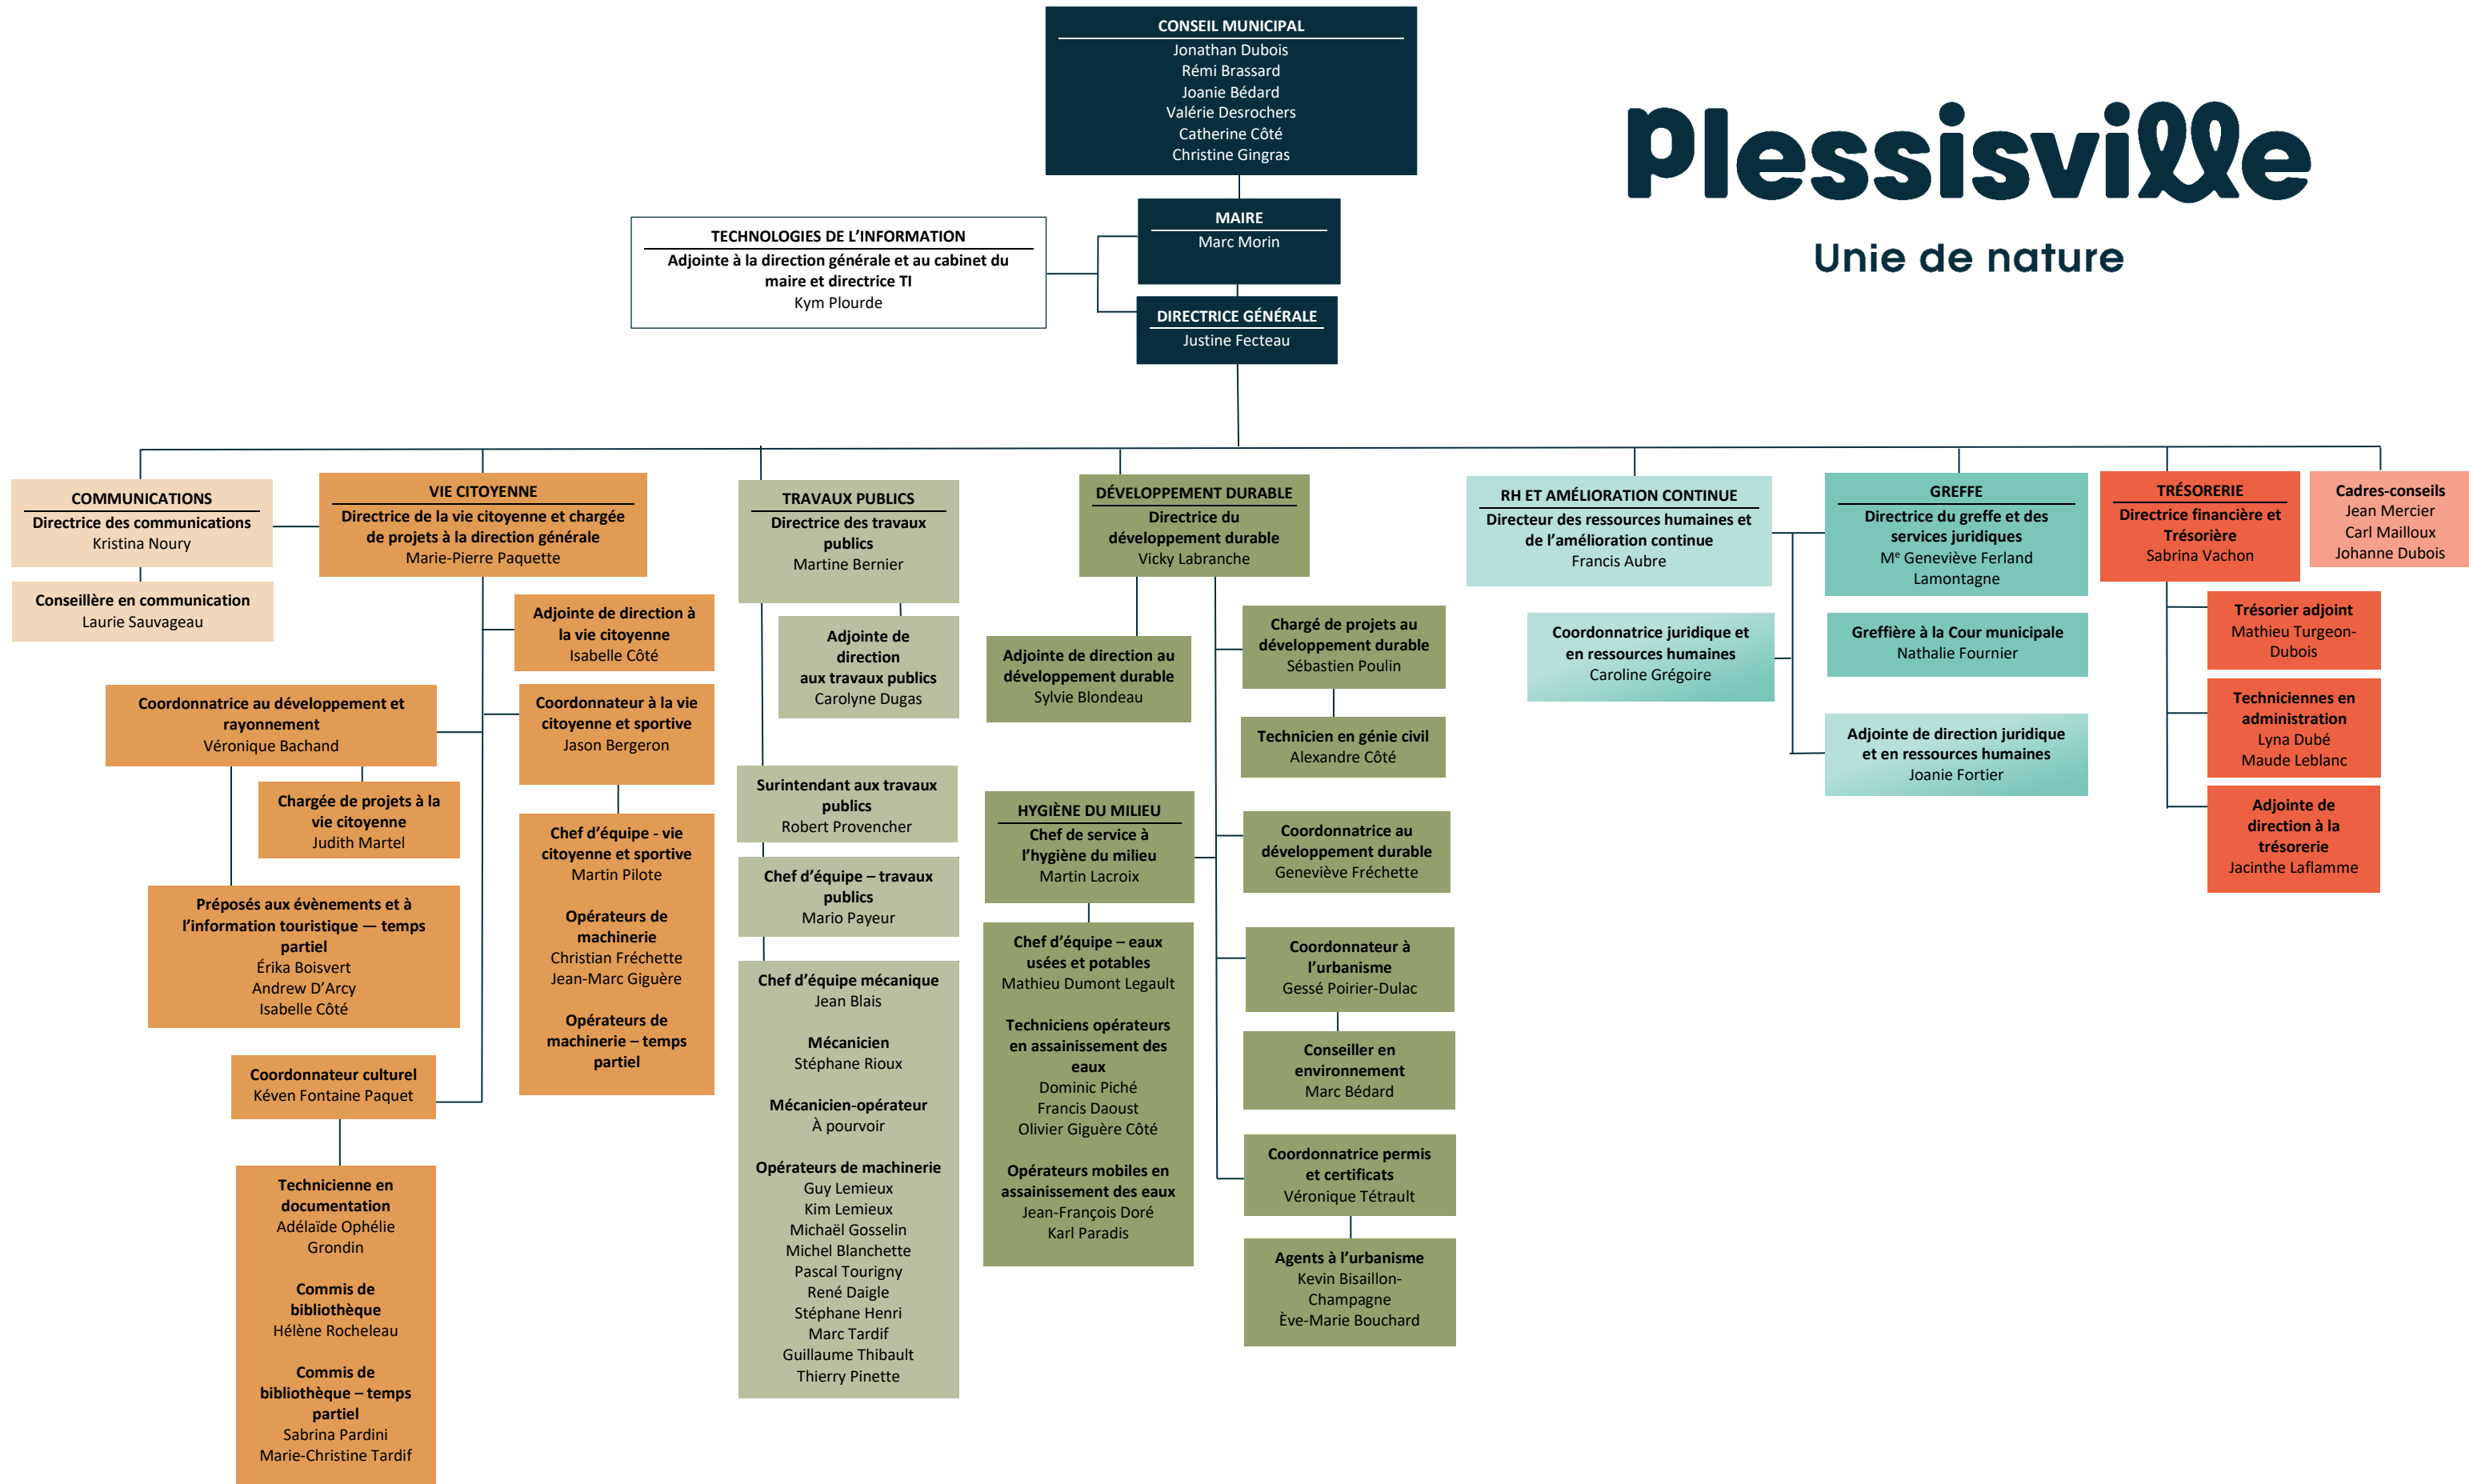 CONSEIL MUNICIPAL
Jonathan Dubois
Rémi Brassard
Joanie Bédard
Valérie Desrochers
Catherine Côté
Christine Gingras
plessisville
Unie de nature
MAIRE
Marc Morin
TECHNOLOGIES DE L’INFORMATION
Adjointe à la direction générale et au cabinet du
maire et directrice TI
Kym Plourde
DIRECTRICE GÉNÉRALE
Justine Fecteau
COMMUNICATIONS
Directrice des communications
Kristina Noury
Conseillère en communication
Laurie Sauvageau
VIE CITOYENNE
Directrice de la vie citoyenne et chargée
de projets à la direction générale
Marie-Pierre Paquette
Adjointe de direction à
la vie citoyenne
Isabelle Côté
Coordonnatrice au développement et
rayonnement
Véronique Bachand
Chargée de projets à la
vie citoyenne
Judith Martel
Préposés aux évènements et à
l’information touristique — temps
partiel
Érika Boisvert
Andrew D’Arcy
Isabelle Côté
Coordonnateur à la vie
citoyenne et sportive
Jason Bergeron
Chef d’équipe - vie
citoyenne et sportive
Martin Pilote
Opérateurs de
machinerie
Christian Fréchette
Jean-Marc Giguère
Opérateurs de
machinerie – temps
partiel
Coordonnateur culturel
Kéven Fontaine Paquet
Technicienne en
documentation
Adélaïde Ophélie
Grondin
Commis de
bibliothèque
Hélène Rocheleau
Commis de
bibliothèque – temps
partiel
Sabrina Pardini
Marie-Christine Tardif
TRAVAUX PUBLICS
Directrice des travaux
publics
Martine Bernier
Adjointe de
direction
aux travaux publics
Carolyne Dugas
Surintendant aux travaux
publics
Robert Provencher
Chef d’équipe – travaux
publics
Mario Payeur
Chef d’équipe mécanique
Jean Blais
Mécanicien
Stéphane Rioux
Mécanicien-opérateur
À pourvoir
Opérateurs de machinerie
Guy Lemieux
Kim Lemieux
Michaël Gosselin
Michel Blanchette
Pascal Tourigny
René Daigle
Stéphane Henri
Marc Tardif
Guillaume Thibault
Thierry Pinette
DÉVELOPPEMENT DURABLE
Directrice du
développement durable
Vicky Labranche
Adjointe de direction au
développement durable
Sylvie Blondeau
Chargé de projets au
développement durable
Sébastien Poulin
Technicien en génie civil
Alexandre Côté
HYGIÈNE DU MILIEU
Chef de service à
l’hygiène du milieu
Martin Lacroix
Chef d’équipe – eaux
usées et potables
Mathieu Dumont Legault
Techniciens opérateurs
en assainissement des
eaux
Dominic Piché
Francis Daoust
Olivier Giguère Côté
Opérateurs mobiles en
assainissement des eaux
Jean-François Doré
Karl Paradis
Coordonnatrice au
développement durable
Geneviève Fréchette
Coordonnateur à
l’urbanisme
Gessé Poirier-Dulac
Conseiller en
environnement
Marc Bédard
Coordonnatrice permis
et certificats
Véronique Tétrault
Agents à l’urbanisme
Kevin Bisaillon-
Champagne
Ève-Marie Bouchard
RH ET AMÉLIORATION CONTINUE
Directeur des ressources humaines et
de l’amélioration continue
Francis Aubre
Coordonnatrice juridique et
en ressources humaines
Caroline Grégoire
GREFFE
Directrice du greffe et des
services juridiques
Me Geneviève Ferland
Lamontagne
Greffière à la Cour municipale
Nathalie Fournier
Adjointe de direction juridique
et en ressources humaines
Joanie Fortier
TRÉSORERIE
Directrice financière et
Trésorière
Sabrina Vachon
Trésorier adjoint
Mathieu Turgeon-
Dubois
Techniciennes en
administration
Lyna Dubé
Maude Leblanc
Adjointe de
direction à la
trésorerie
Jacinthe Laflamme
Cadres-conseils
Jean Mercier
Carl Mailloux
Johanne Dubois